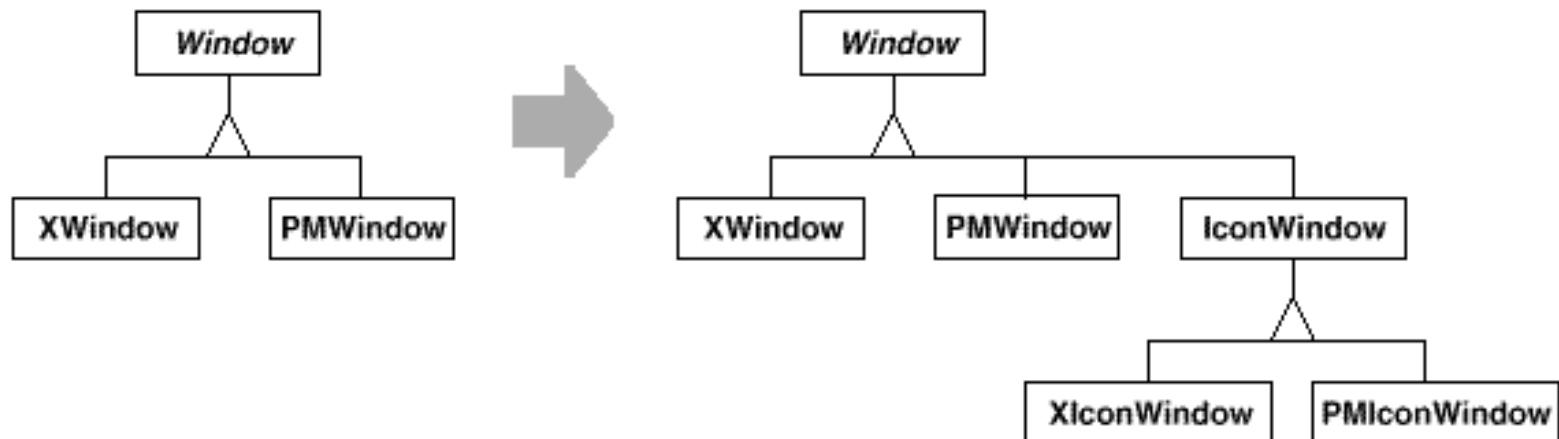 Window
XWindow
PMWindow
Window
XWindow
PMWindow
IconWindow
XIconWindow
PMIconWindow